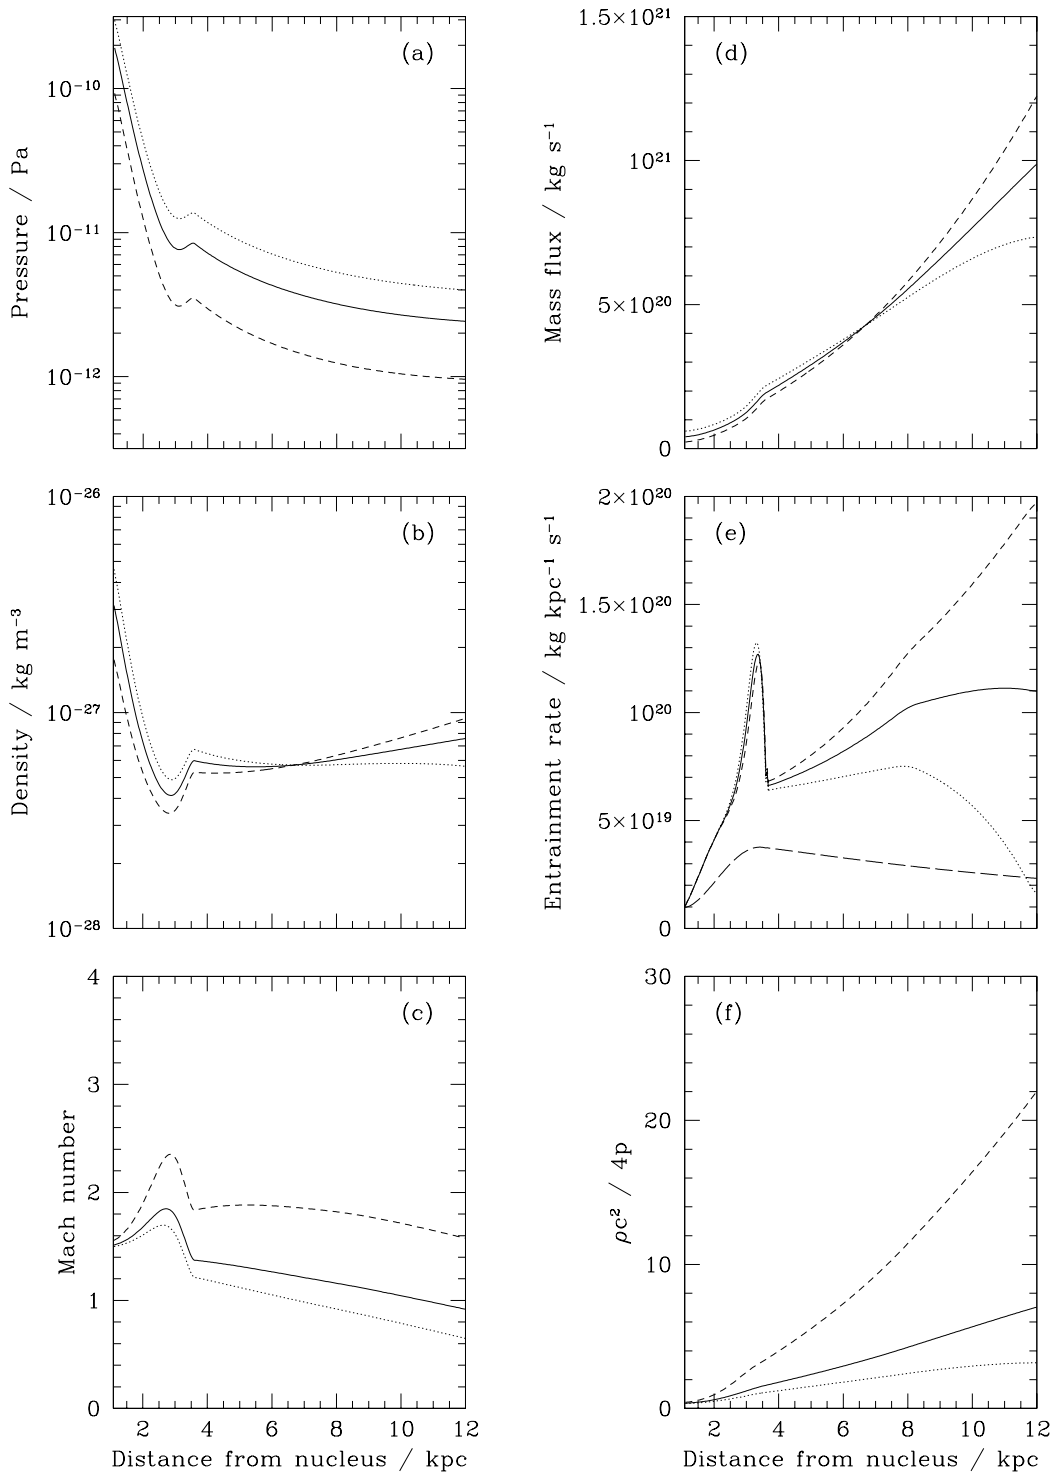 (a)
10⁻¹⁰
10⁻¹¹
10⁻¹²
Pressure / Pa
(d)
1.5×10²¹
10²¹
5×10²⁰
0
Mass flux / kg s⁻¹
(b)
10⁻²⁶
10⁻²⁷
10⁻²⁸
Density / kg m⁻³
(e)
2×10²⁰
1.5×10²⁰
10²⁰
5×10¹⁹
0
Entrainment rate / kg kpc⁻¹ s⁻¹
(c)
4
3
2
1
0
Mach number
2 4 6 8 10 12
Distance from nucleus / kpc
(f)
30
20
10
0
ρc² / 4p
2 4 6 8 10 12
Distance from nucleus / kpc